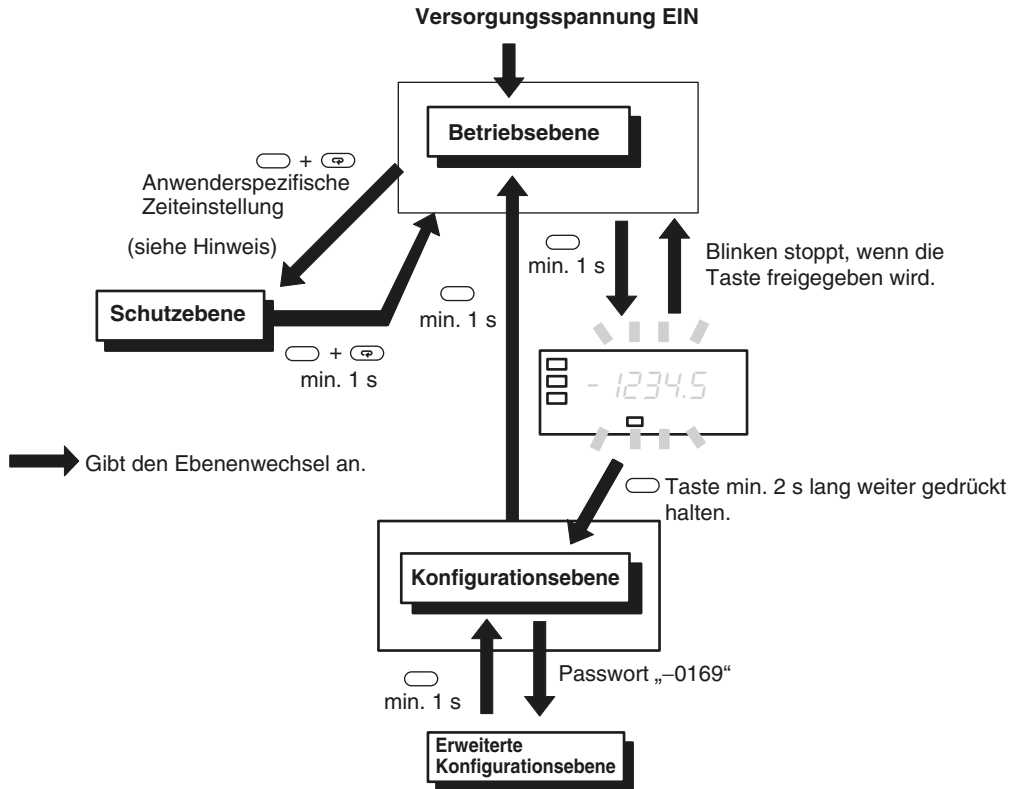 Versorgungsspannung EIN
Betriebsebene
+
Anwenderspezifische
Zeiteinstellung
(siehe Hinweis)
min. 1 s
Blinken stoppt, wenn die
Taste freigegeben wird.
min. 1 s
Schutzebene
+
min. 1 s
- 1234.5
Gibt den Ebenenwechsel an.
Taste min. 2 s lang weiter gedrückt
halten.
Konfigurationsebene
Passwort „–0169“
min. 1 s
Erweiterte
Konfigurationsebene